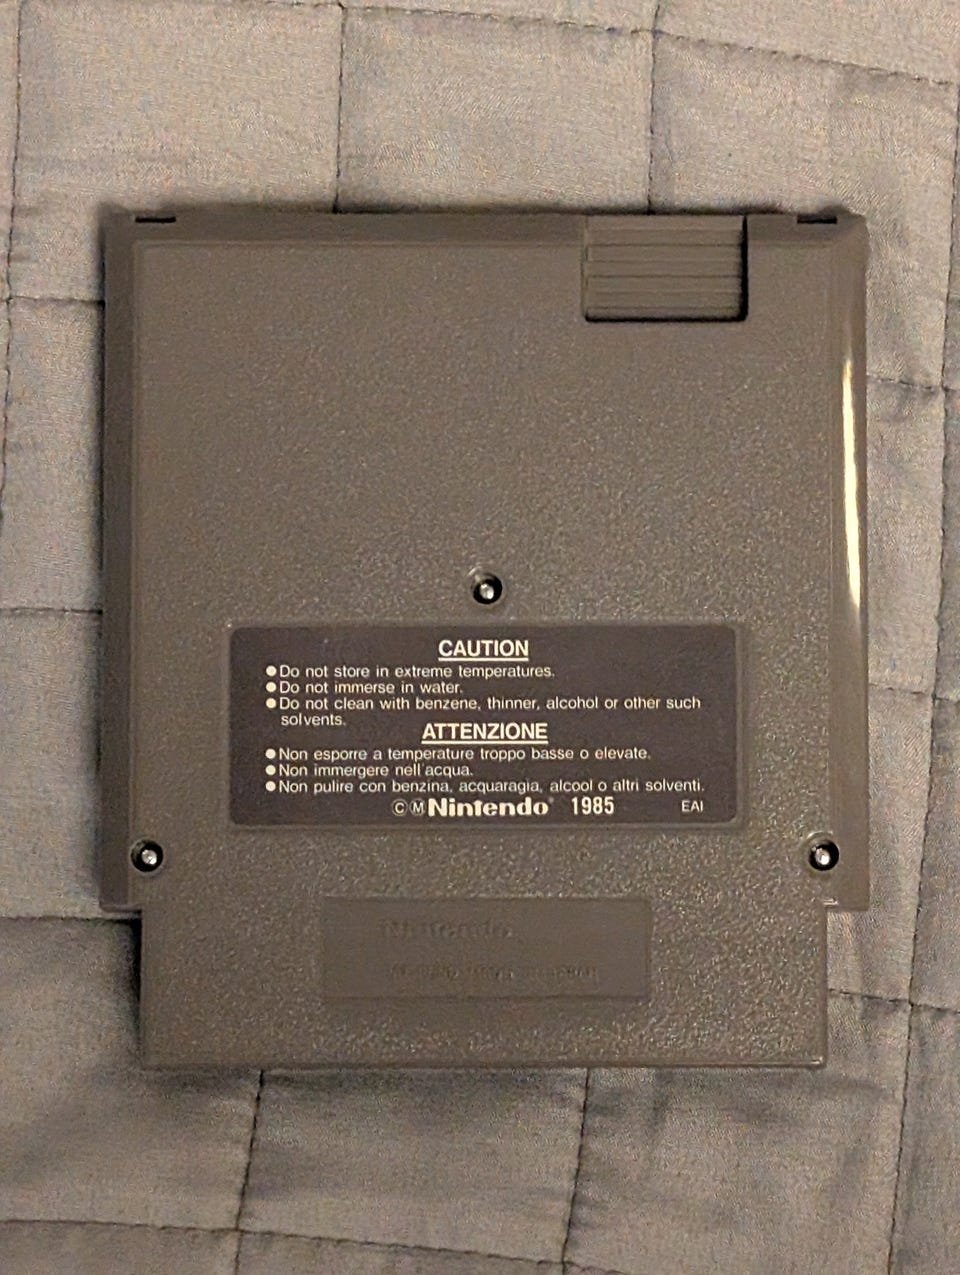 CAUTION
●Do not store in extreme temperatures.
●Do not immerse in water.
●Do not clean with benzene, thinner, alcohol or other such
solvents.
ATTENZIONE
●Non esporre a temperature troppo basse o elevate.
●Non immergere nell'acqua.
●Non pulire con benzina, acquaragia, alcool o altri solventi.
©ⓂNintendo® 1985 EAI
Nintendo